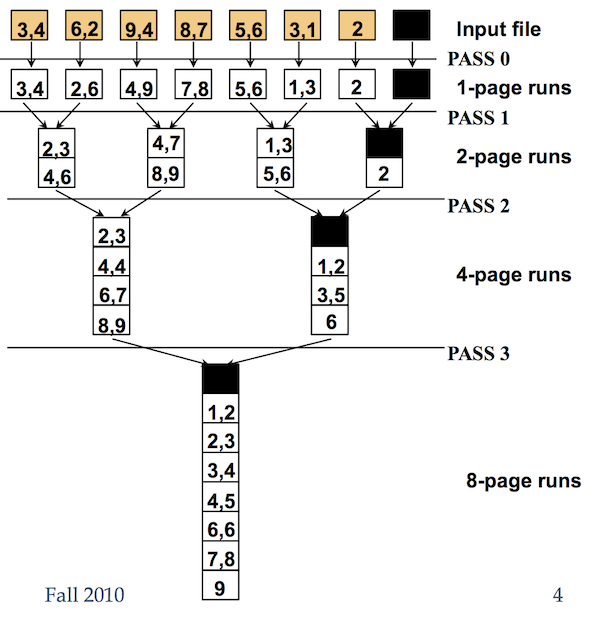 3,4 6,2 9,4 8,7 5,6 3,1 2 Input file
PASS 0
3,4 2,6 4,9 7,8 5,6 1,3 2 1-page runs
PASS 1
2,3 4,7 1,3
4,6 8,9 5,6 2
2-page runs
PASS 2
2,3
4,4 1,2
6,7 3,5
8,9 6
4-page runs
PASS 3
1,2
2,3
3,4
4,5
6,6
7,8
9
8-page runs
Fall 2010 4